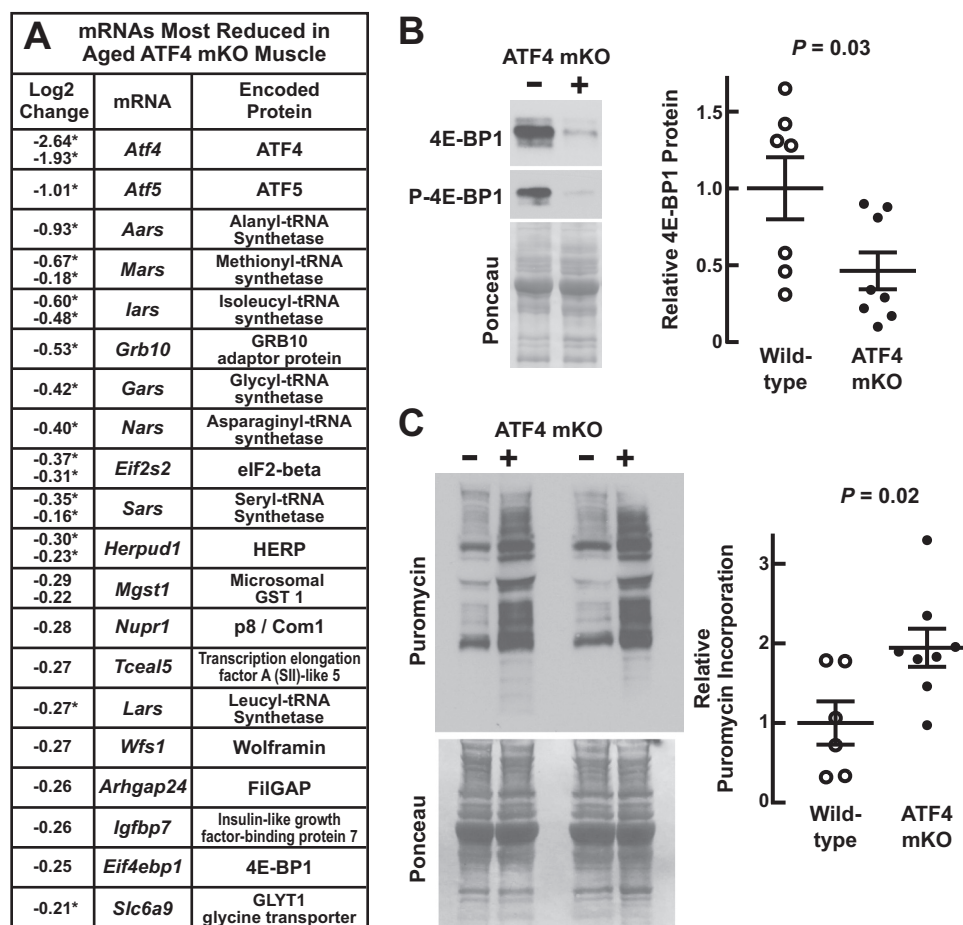 A mRNAs Most Reduced in
Aged ATF4 mKO Muscle
Log2
Change
mRNA
Encoded
Protein
-2.64*
-1.93*
Atf4
ATF4
-1.01*
Atf5
ATF5
-0.93*
Aars
Alanyl-tRNA
Synthetase
-0.67*
-0.18*
Mars
Methionyl-tRNA
synthetase
-0.60*
-0.48*
Iars
Isoleucyl-tRNA
synthetase
-0.53*
Grb10
GRB10
adaptor protein
-0.42*
Gars
Glycyl-tRNA
synthetase
-0.40*
Nars
Asparaginyl-tRNA
synthetase
-0.37*
-0.31*
Eif2s2
eIF2-beta
-0.35*
-0.16*
Sars
Seryl-tRNA
Synthetase
-0.30*
-0.23*
Herpud1
HERP
-0.29
-0.22
Mgst1
Microsomal
GST 1
-0.28
Nupr1
p8 / Com1
-0.27
Tceal5
Transcription elongation
factor A (SII)-like 5
-0.27*
Lars
Leucyl-tRNA
Synthetase
-0.27
Wfs1
Wolframin
-0.26
Arhgap24
FilGAP
-0.26
Igfbp7
Insulin-like growth
factor-binding protein 7
-0.25
Eif4ebp1
4E-BP1
-0.21*
Slc6a9
GLYT1
glycine transporter
B
ATF4 mKO
– +
4E-BP1
P-4E-BP1
Ponceau
P = 0.03
Relative 4E-BP1 Protein
1.5
1.0
0.5
0
Wild-
type
ATF4
mKO
C
ATF4 mKO
– + – +
Puromycin
Ponceau
P = 0.02
Relative
Puromycin Incorporation
3
2
1
0
Wild-
type
ATF4
mKO